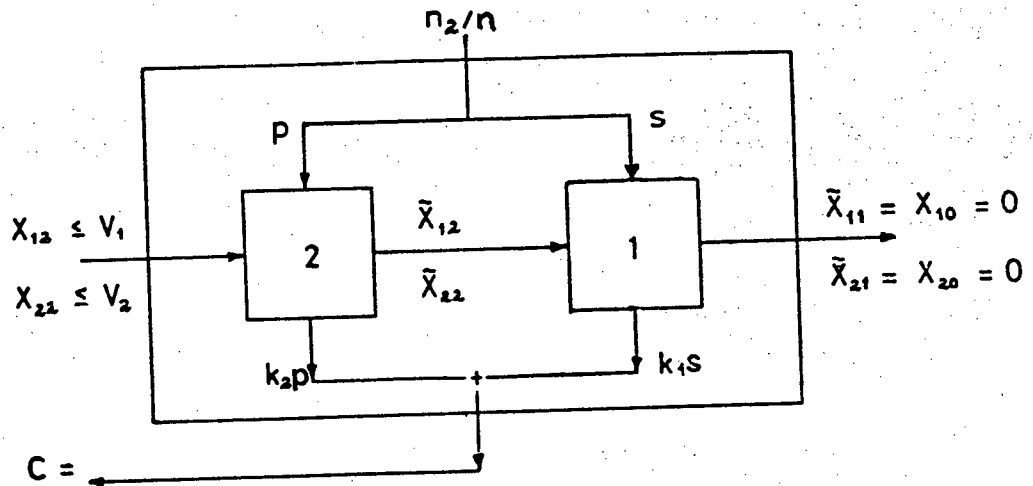 n₂/n
p s
X₁₂ ≤ V₁ X̃₁₂ X̃₁₁ = X₁₀ = 0
2 1
X₂₂ ≤ V₂ X̃₂₂ X̃₂₁ = X₂₀ = 0
k₂p + k₁s
C =